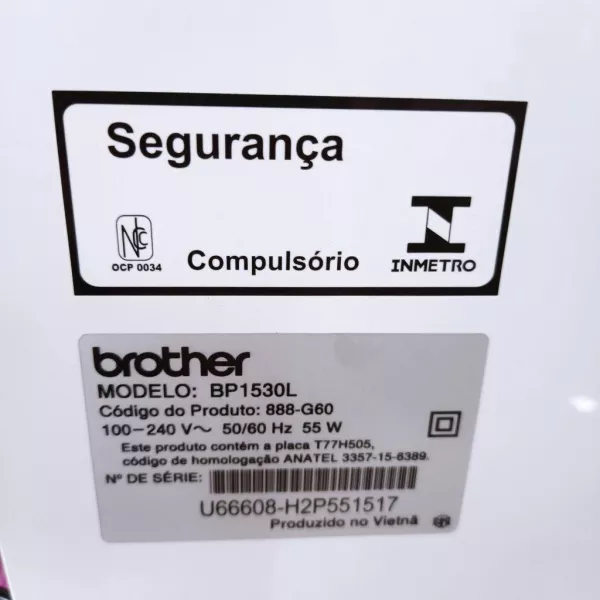 Segurança
NCC
OCP 0034
Compulsório
INMETRO
brother
MODELO: BP1530L
Código do Produto: 888-G60
100-240 V～ 50/60 Hz 55 W
Este produto contém a placa T77H505,
código de homologação ANATEL 3357-15-6389.
Nº DE SÉRIE:
U66608-H2P551517
Produzido no Vietnã